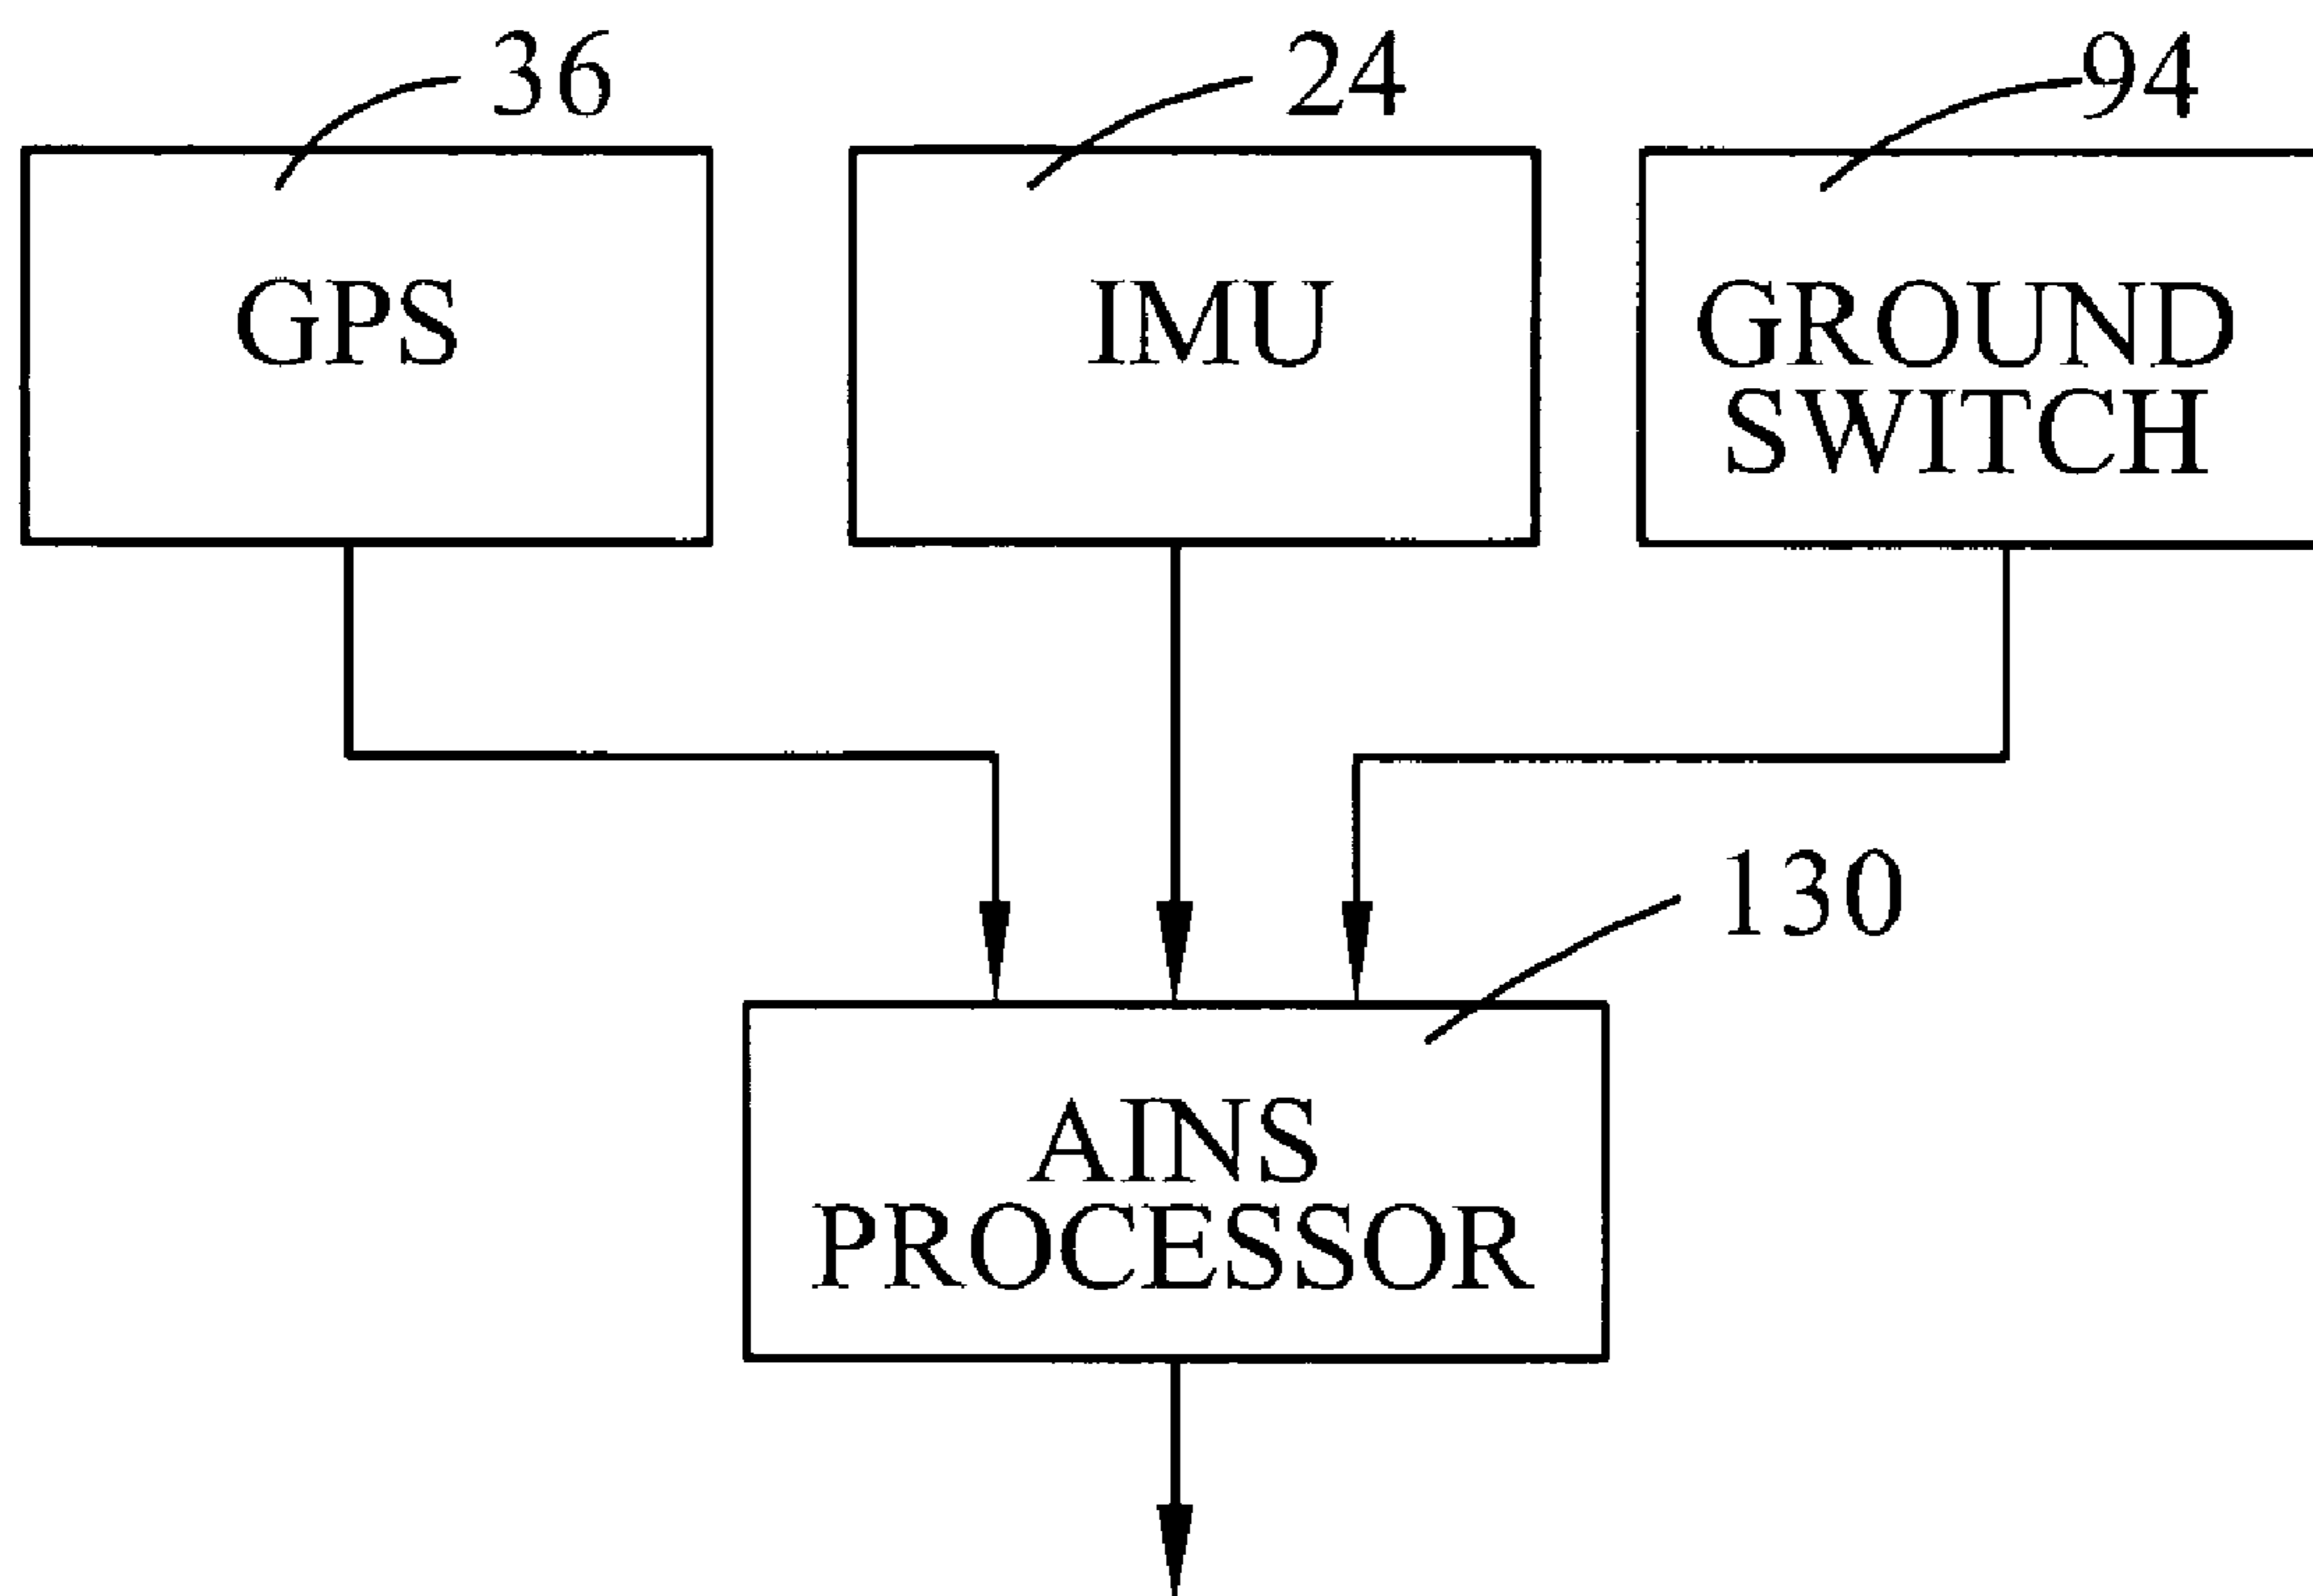 36
24
94
GPS
IMU
GROUND
SWITCH
130
AINS
PROCESSOR